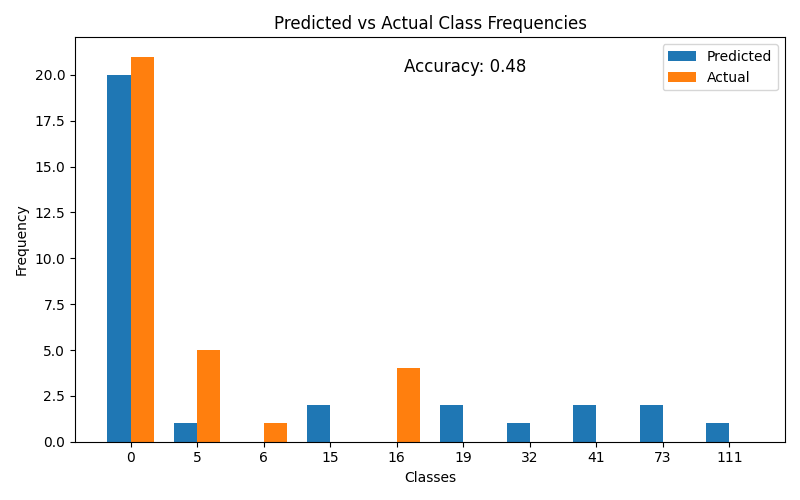 Predicted vs Actual Class Frequencies
Accuracy: 0.48
Predicted
Actual
Frequency
20.0
17.5
15.0
12.5
10.0
7.5
5.0
2.5
0.0
0 5 6 15 16 19 32 41 73 111
Classes